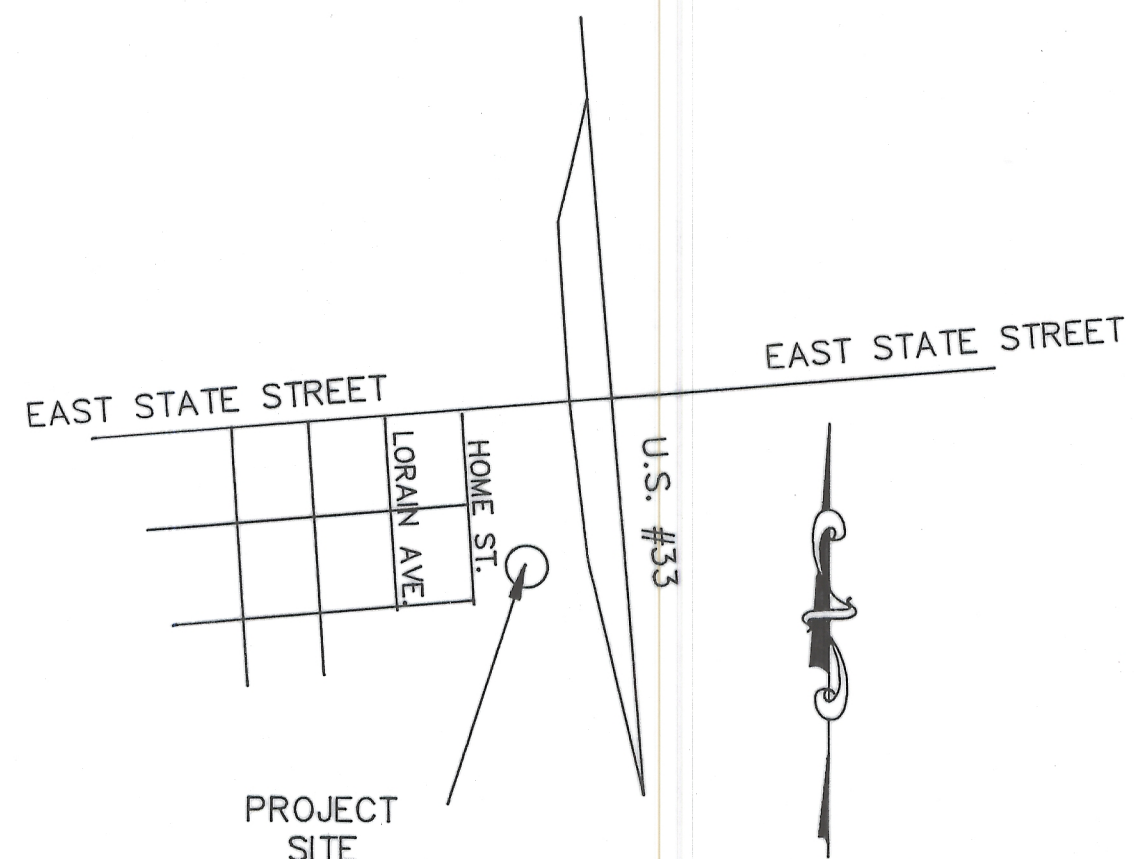 EAST STATE STREET
EAST STATE STREET
LORAIN AVE.
HOME ST.
U.S. #33
PROJECT
SITE